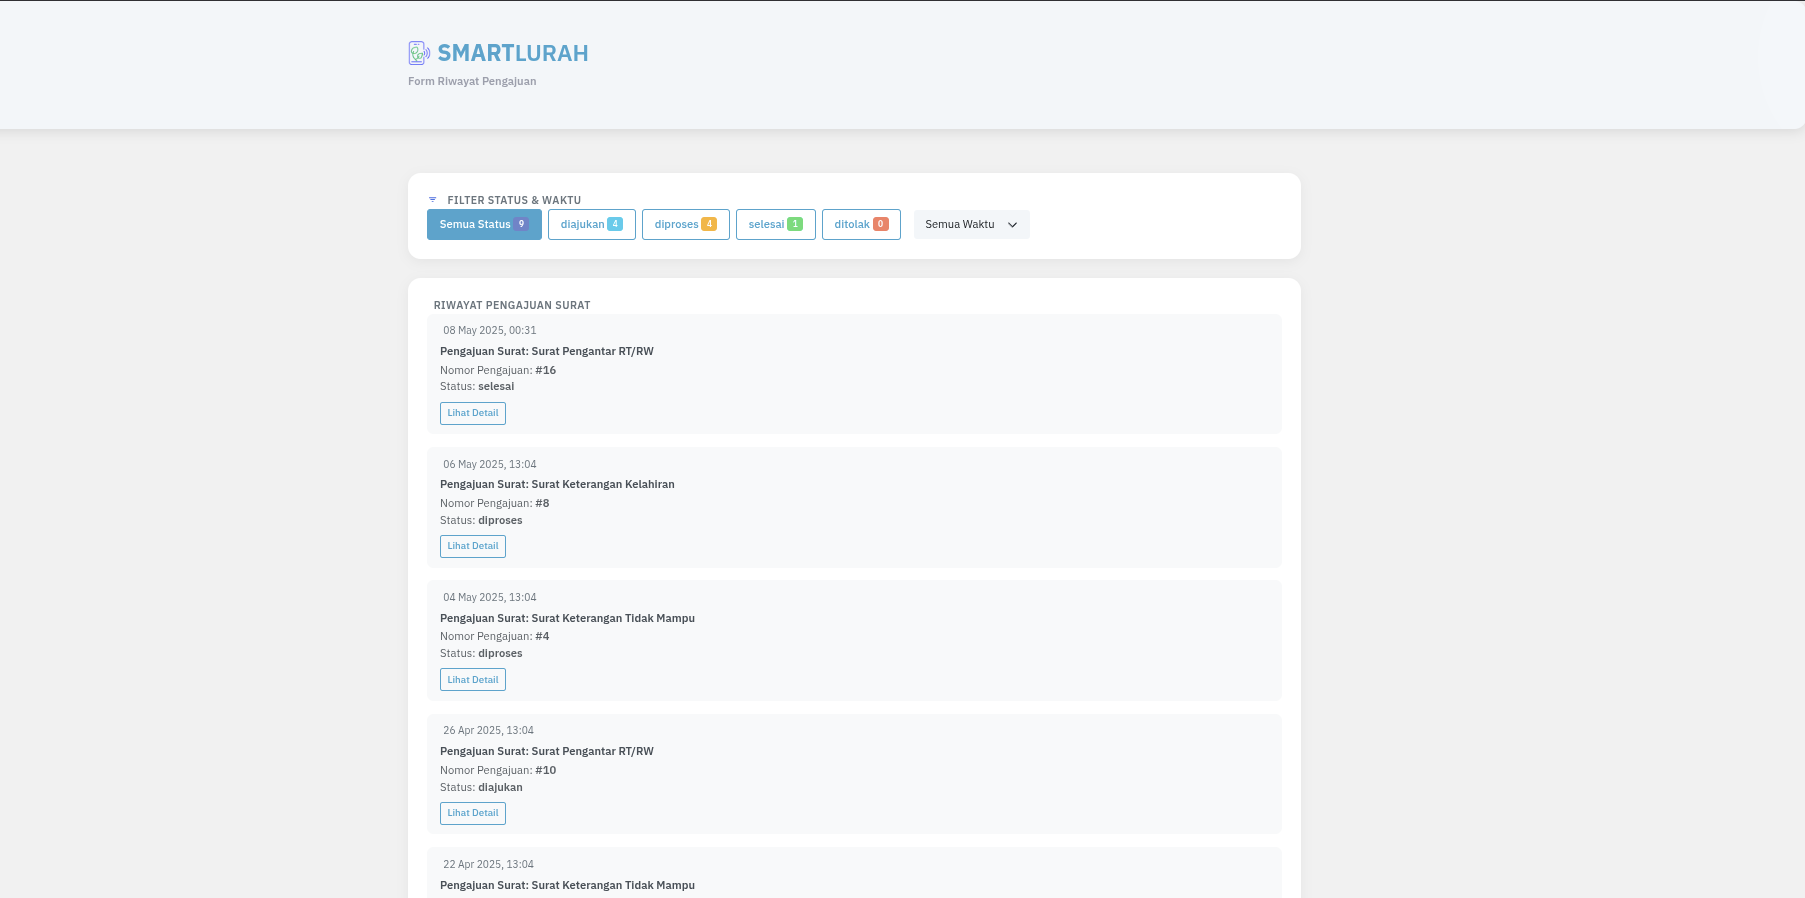 SMARTLURAH
Form Riwayat Pengajuan
FILTER STATUS & WAKTU
Semua Status 9
diajukan 4
diproses 4
selesai 1
ditolak 0
Semua Waktu
RIWAYAT PENGAJUAN SURAT
08 May 2025, 00:31
Pengajuan Surat: Surat Pengantar RT/RW
Nomor Pengajuan: #16
Status: selesai
Lihat Detail
06 May 2025, 13:04
Pengajuan Surat: Surat Keterangan Kelahiran
Nomor Pengajuan: #8
Status: diproses
Lihat Detail
04 May 2025, 13:04
Pengajuan Surat: Surat Keterangan Tidak Mampu
Nomor Pengajuan: #4
Status: diproses
Lihat Detail
26 Apr 2025, 13:04
Pengajuan Surat: Surat Pengantar RT/RW
Nomor Pengajuan: #10
Status: diajukan
Lihat Detail
22 Apr 2025, 13:04
Pengajuan Surat: Surat Keterangan Tidak Mampu